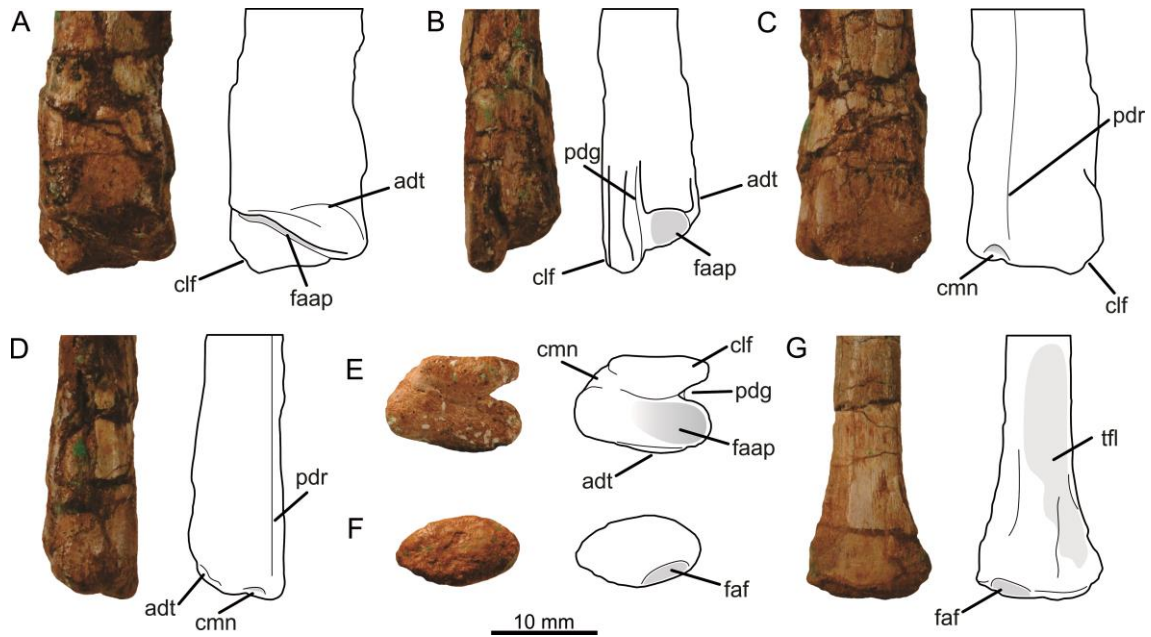 A
adt
clf
faap
B
pdg
adt
clf
faap
C
pdr
cmn
clf
D
pdr
adt
cmn
E
cmn
clf
pdg
faap
adt
F
faf
10 mm
G
tfl
faf